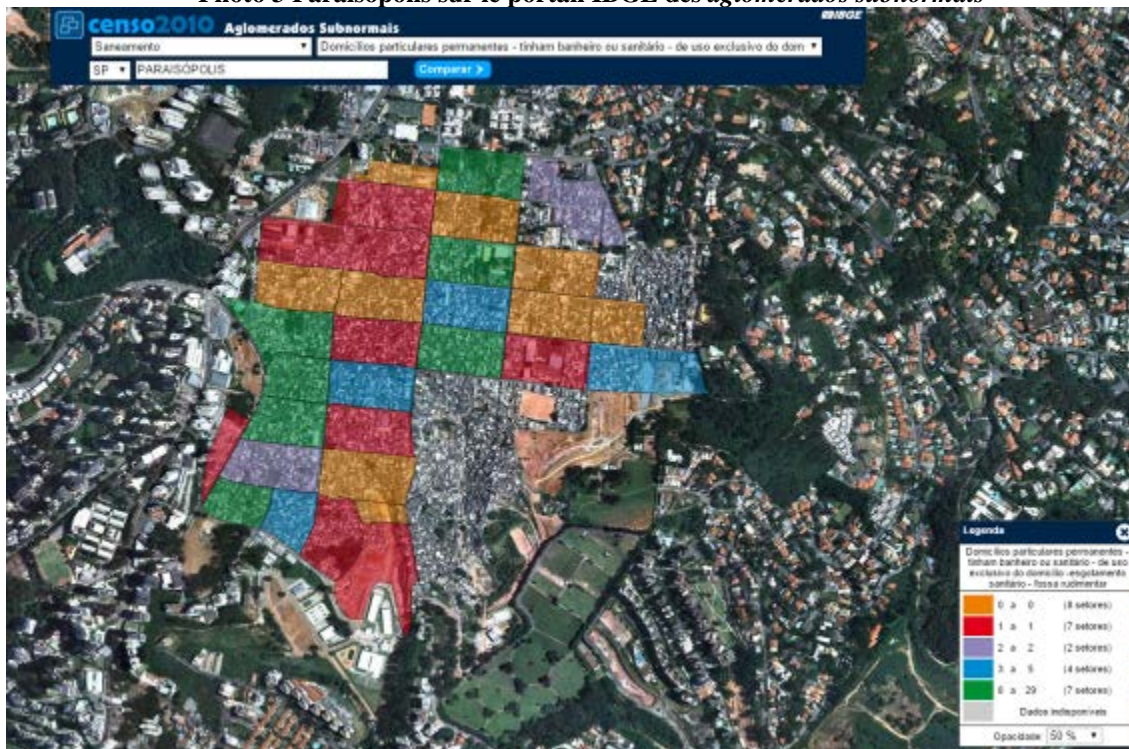 Photo 3 Paraisópolis sur le portail IBGE des aglomerados subnormais
IBGE
censo2010 Aglomerados Subnormais
Saneamento
Domicílios particulares permanentes - tinham banheiro ou sanitário - de uso exclusivo do dom
SP PARAISÓPOLIS
Comparar
Legenda
Domicílios particulares permanentes -
tinham banheiro ou sanitário - de uso
exclusivo do domicílio - esgotamento
sanitário - fossa rudimentar
0 a 0 (8 setores)
1 a 1 (7 setores)
2 a 2 (2 setores)
3 a 5 (4 setores)
6 a 29 (7 setores)
Dados indisponíveis
Opacidade 50 %